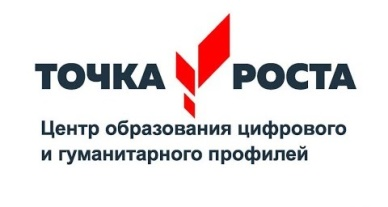 ТОЧКА РОСТА
Центр образования цифрового
и гуманитарного профилей